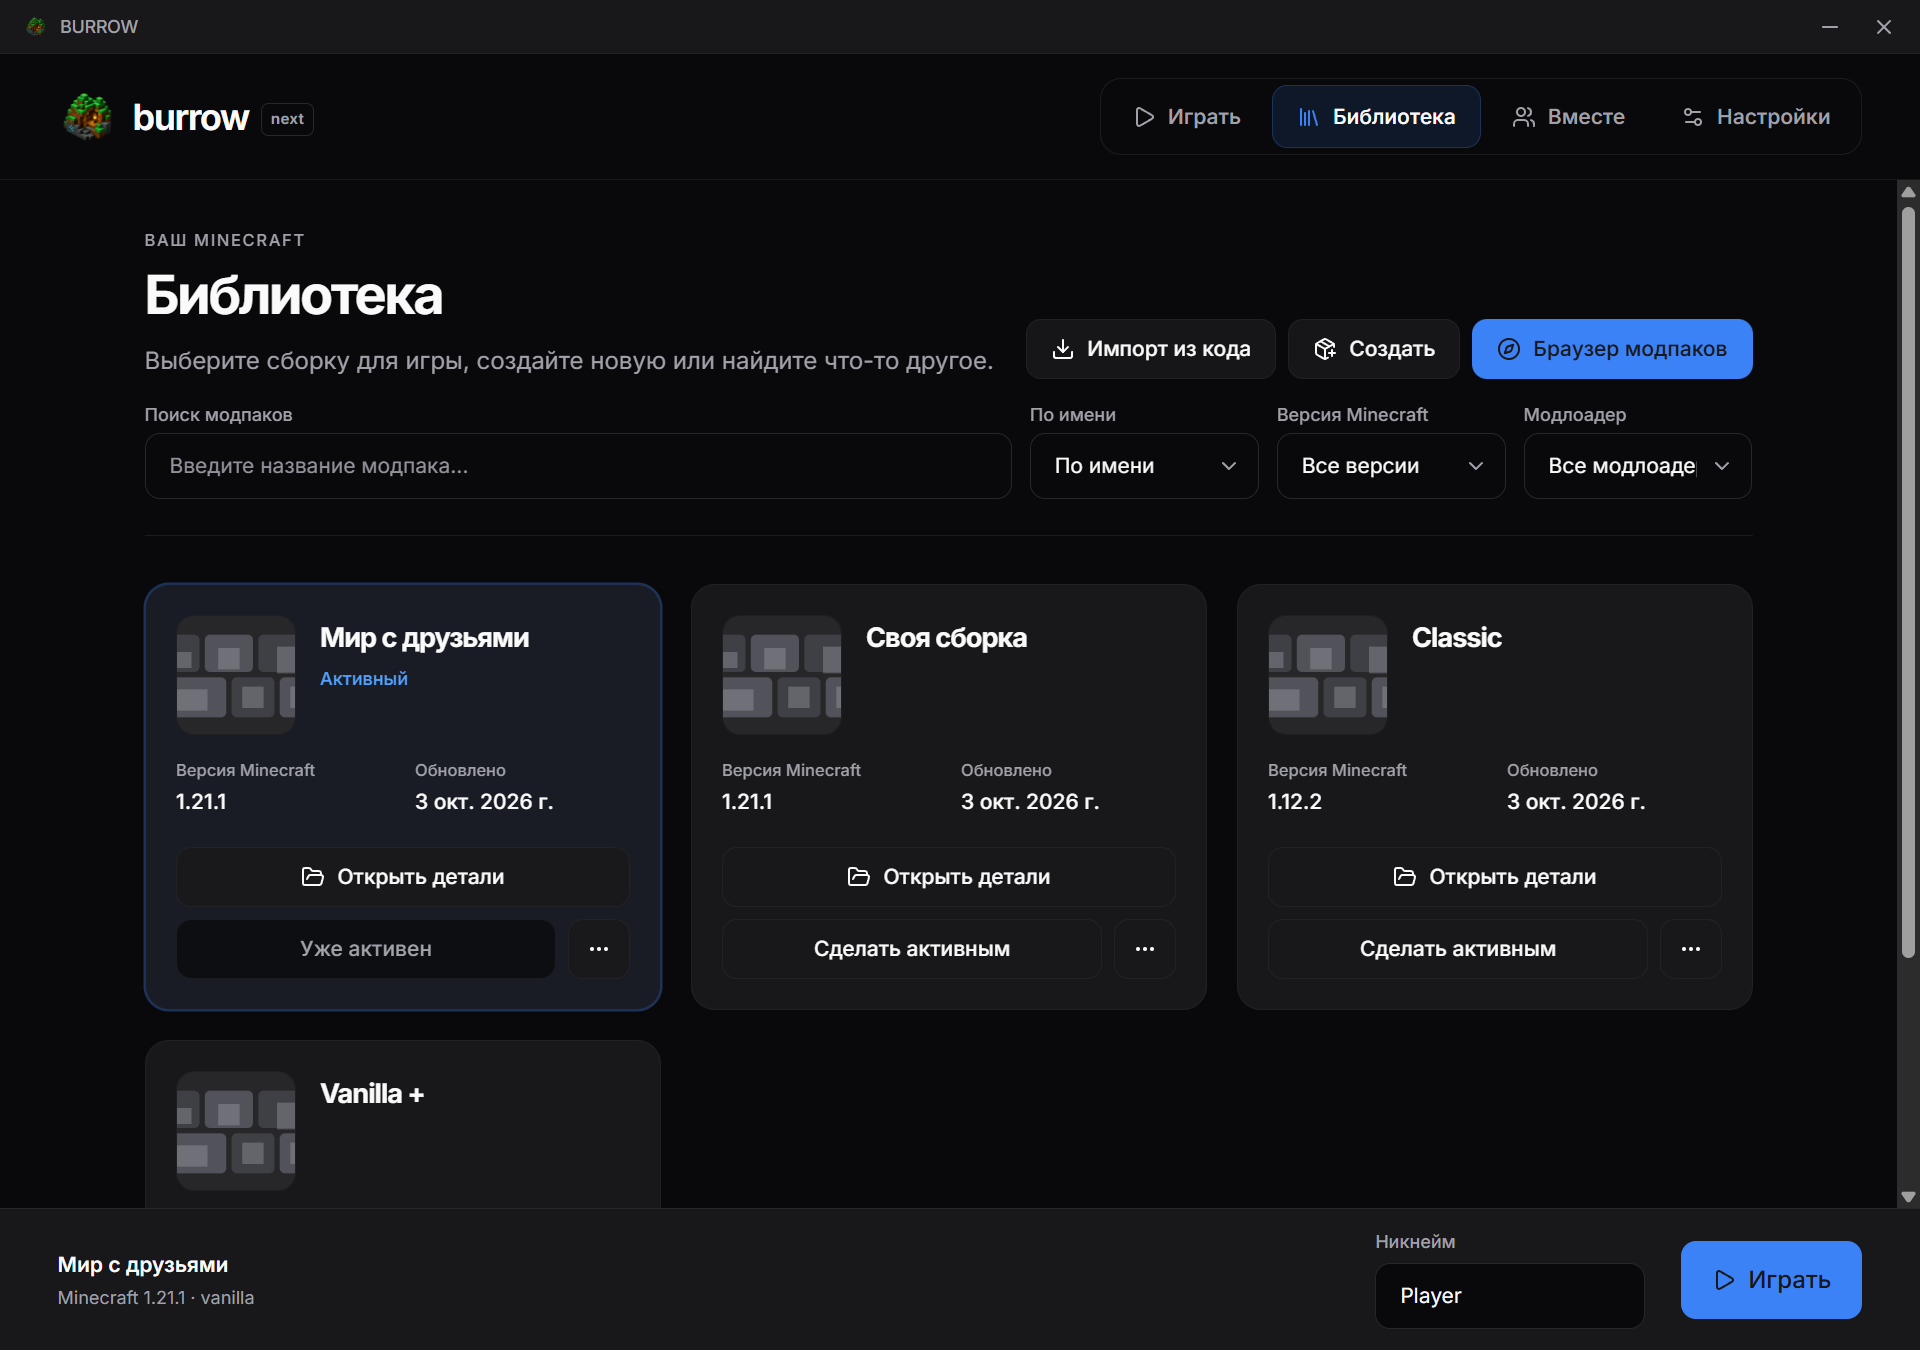 BURROW
burrow next
Играть Библиотека Вместе Настройки
ВАШ MINECRAFT
Библиотека
Выберите сборку для игры, создайте новую или найдите что-то другое.
Импорт из кода Создать Браузер модпаков
Поиск модпаков По имени Версия Minecraft Модлоадер
Введите название модпака... По имени Все версии Все модлоаде
Мир с друзьями
Активный
Версия Minecraft Обновлено
1.21.1 3 окт. 2026 г.
Открыть детали
Уже активен ...
Своя сборка
Версия Minecraft Обновлено
1.21.1 3 окт. 2026 г.
Открыть детали
Сделать активным ...
Classic
Версия Minecraft Обновлено
1.12.2 3 окт. 2026 г.
Открыть детали
Сделать активным ...
Vanilla +
Мир с друзьями
Minecraft 1.21.1 · vanilla
Никнейм
Player
Играть